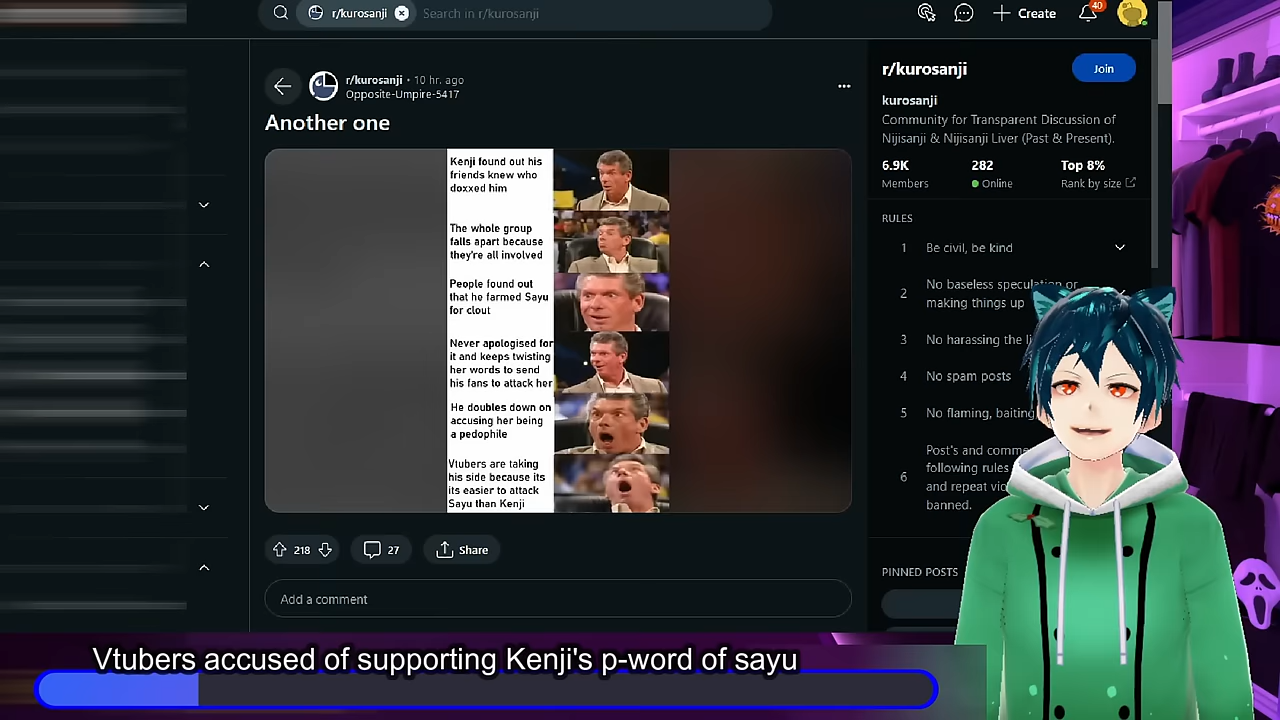 r/kurosanji
Search in r/kurosanji
Create
40
r/kurosanji • 10 hr. ago
Opposite-Umpire-5417
Another one
Kenji found out his
friends knew who
doxxed him
The whole group
falls apart because
they're all involved
People found out
that he farmed Sayu
for clout
Never apologised for
it and keeps twisting
her words to send
his fans to attack her
He doubles down on
accusing her being
a pedophile
Vtubers are taking
his side because its
its easier to attack
Sayu than Kenji
218
27
Share
Add a comment
r/kurosanji
Join
kurosanji
Community for Transparent Discussion of
Nijisanji & Nijisanji Liver (Past & Present).
6.9K
282
Top 8%
Members
Online
Rank by size
RULES
1 Be civil, be kind
2 No baseless speculation or
making things up
3 No harassing the
4 No spam posts
5 No flaming, baiting
6 Post's and
following rules
and repeat
banned.
PINNED POSTS
Vtubers accused of supporting Kenji's p-word of sayu